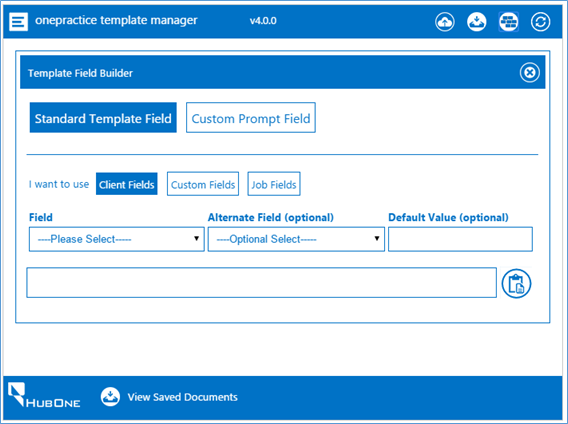 onepractice template manager v4.0.0
Template Field Builder
Standard Template Field Custom Prompt Field
I want to use Client Fields Custom Fields Job Fields
Field Alternate Field (optional) Default Value (optional)
----Please Select----- ----Optional Select-----
HUBONE View Saved Documents